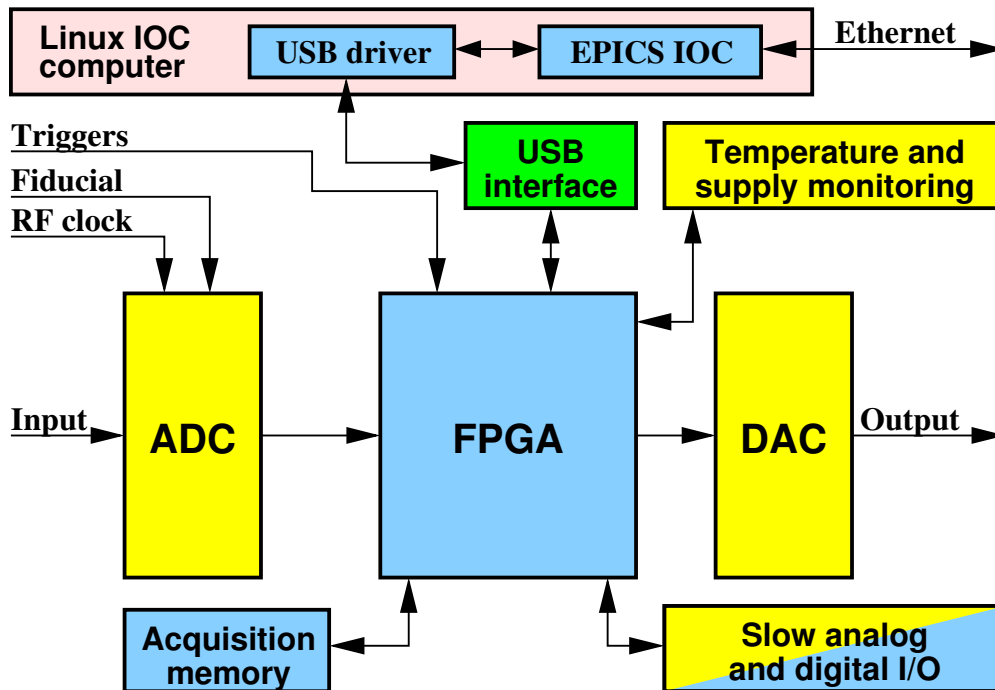 Linux IOC
computer
USB driver
EPICS IOC
Ethernet
Triggers
Fiducial
RF clock
USB
interface
Temperature and
supply monitoring
Input
ADC
FPGA
DAC
Output
Acquisition
memory
Slow analog
and digital I/O